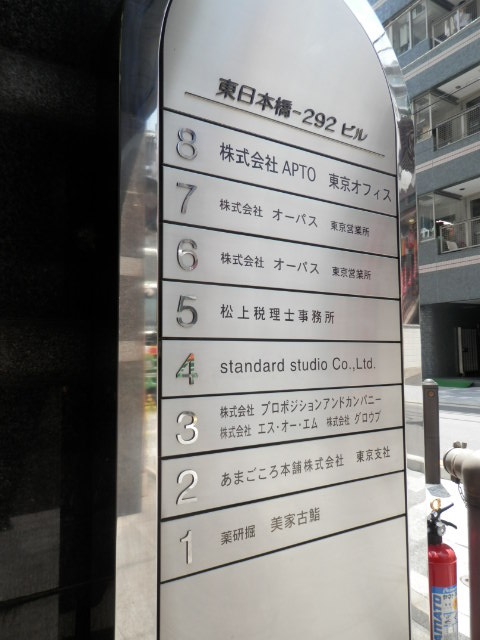 東日本橋-292 ビル
8 株式会社 APTO 東京オフィス
7 株式会社 オーパス 東京営業所
6 株式会社 オーパス 東京営業所
5 松上税理士事務所
4 standard studio Co.,Ltd.
3 株式会社 プロポジションアンドカンパニー
株式会社 エス・オー・エム 株式会社 グロウブ
2 あまごころ本舗株式会社 東京支社
1 薬研掘 美家古鮨